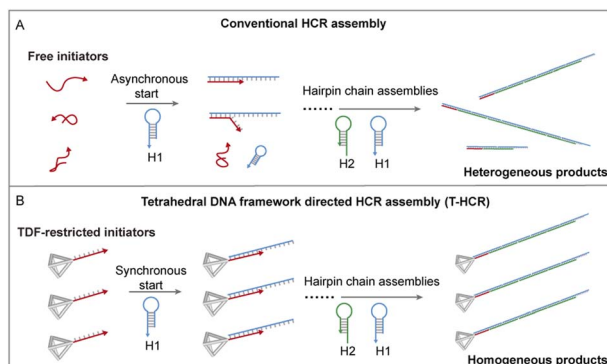 A
Conventional HCR assembly
Free initiators
Asynchronous
start
H1
Hairpin chain assemblies
......
H2
H1
Heterogeneous products
B
Tetrahedral DNA framework directed HCR assembly (T-HCR)
TDF-restricted initiators
Synchronous
start
H1
Hairpin chain assemblies
......
H2
H1
Homogeneous products